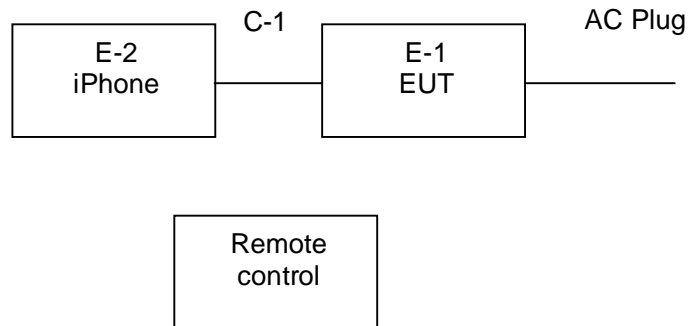 C-1
AC Plug
E-2
iPhone
E-1
EUT
Remote
control